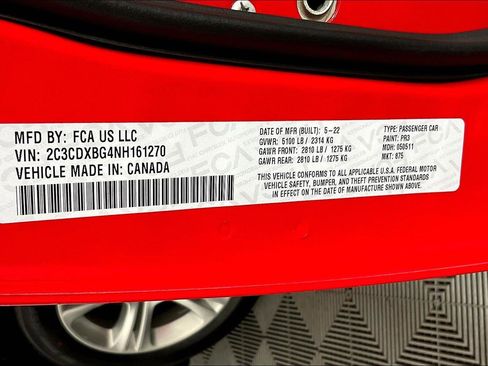 MFD BY: FCA US LLC
VIN: 2C3CDXBG4NH161270
VEHICLE MADE IN: CANADA
DATE OF MFR (BUILT): 5-22
GVWR: 5100 LB / 2314 KG
GAWR FRONT: 2810 LB / 1275 KG
GAWR REAR: 2810 LB / 1275 KG
TYPE: PASSENGER CAR
PAINT: PR3
MDH: 050511
MKT: 875
THIS VEHICLE CONFORMS TO ALL APPLICABLE U.S.A. FEDERAL MOTOR
VEHICLE SAFETY, BUMPER, AND THEFT PREVENTION STANDARDS
IN EFFECT ON THE DATE OF MANUFACTURE SHOWN ABOVE.